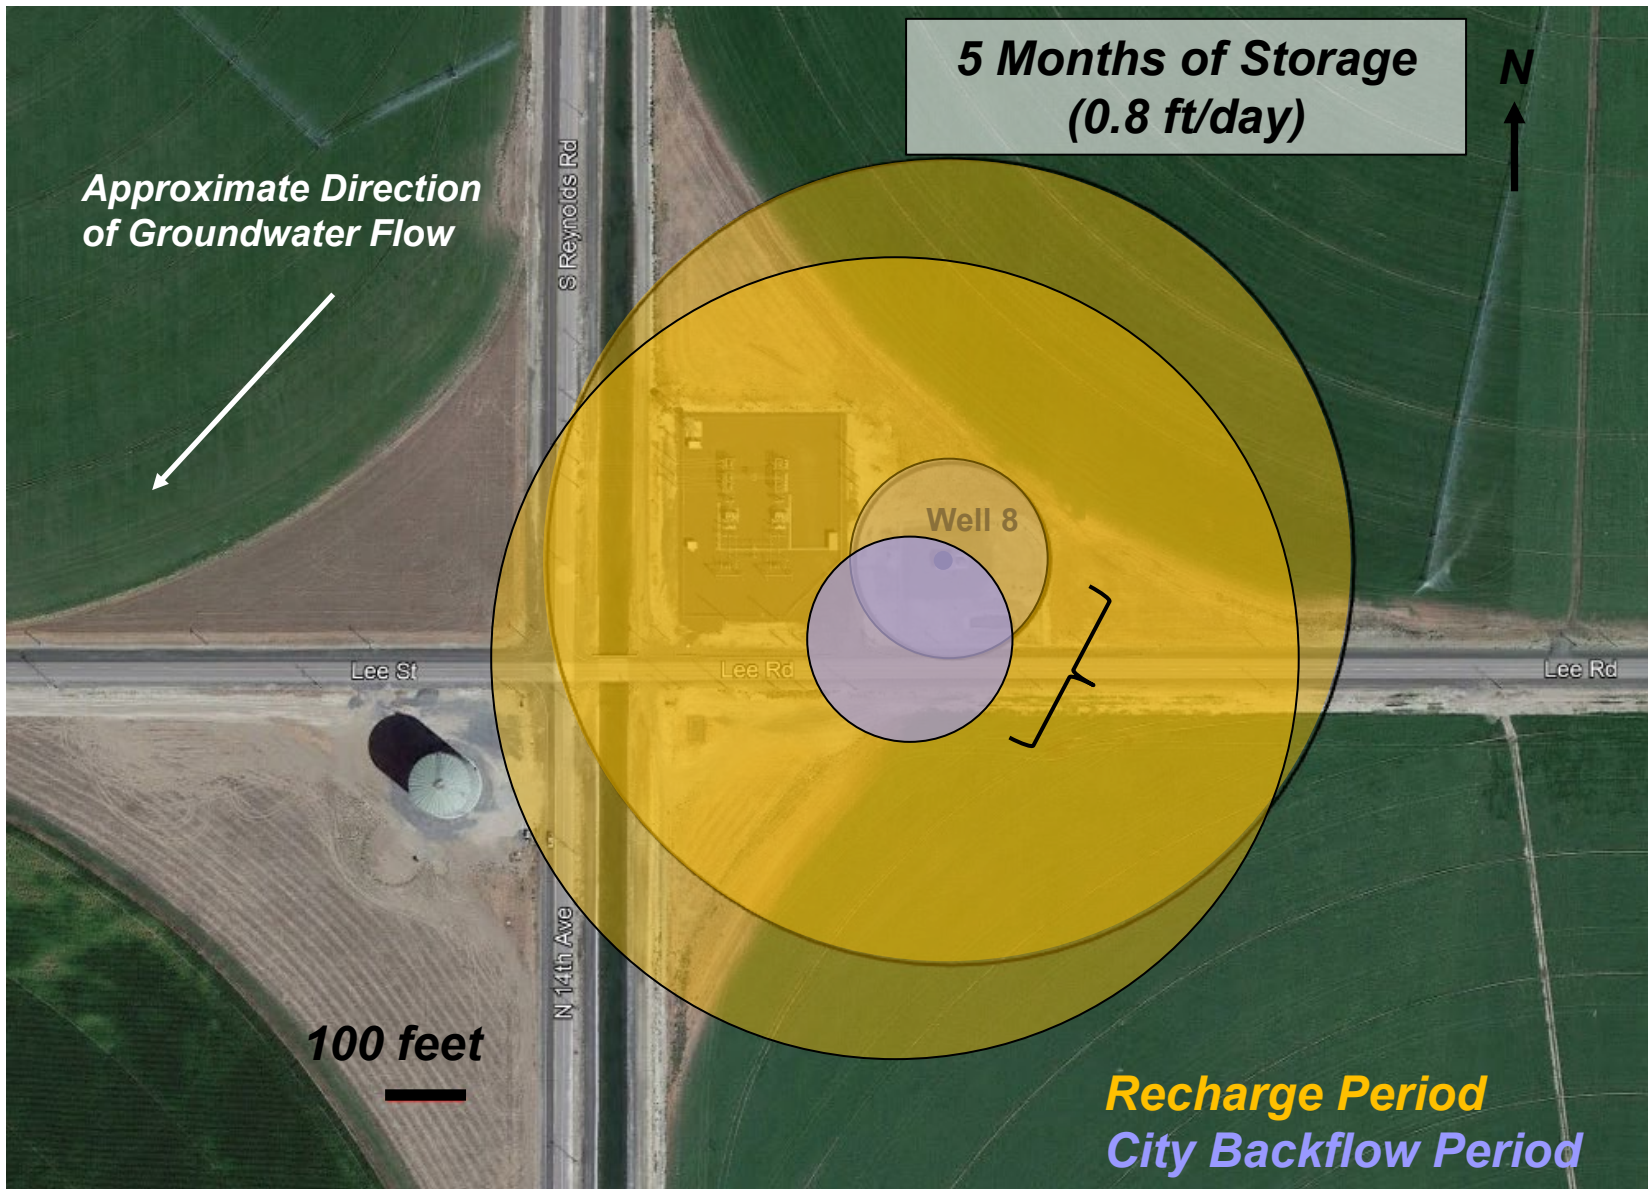 5 Months of Storage
(0.8 ft/day)
N
Approximate Direction
of Groundwater Flow
S Reynolds Rd
Well 8
Lee St
Lee Rd
Lee Rd
N 14th Ave
100 feet
Recharge Period
City Backflow Period